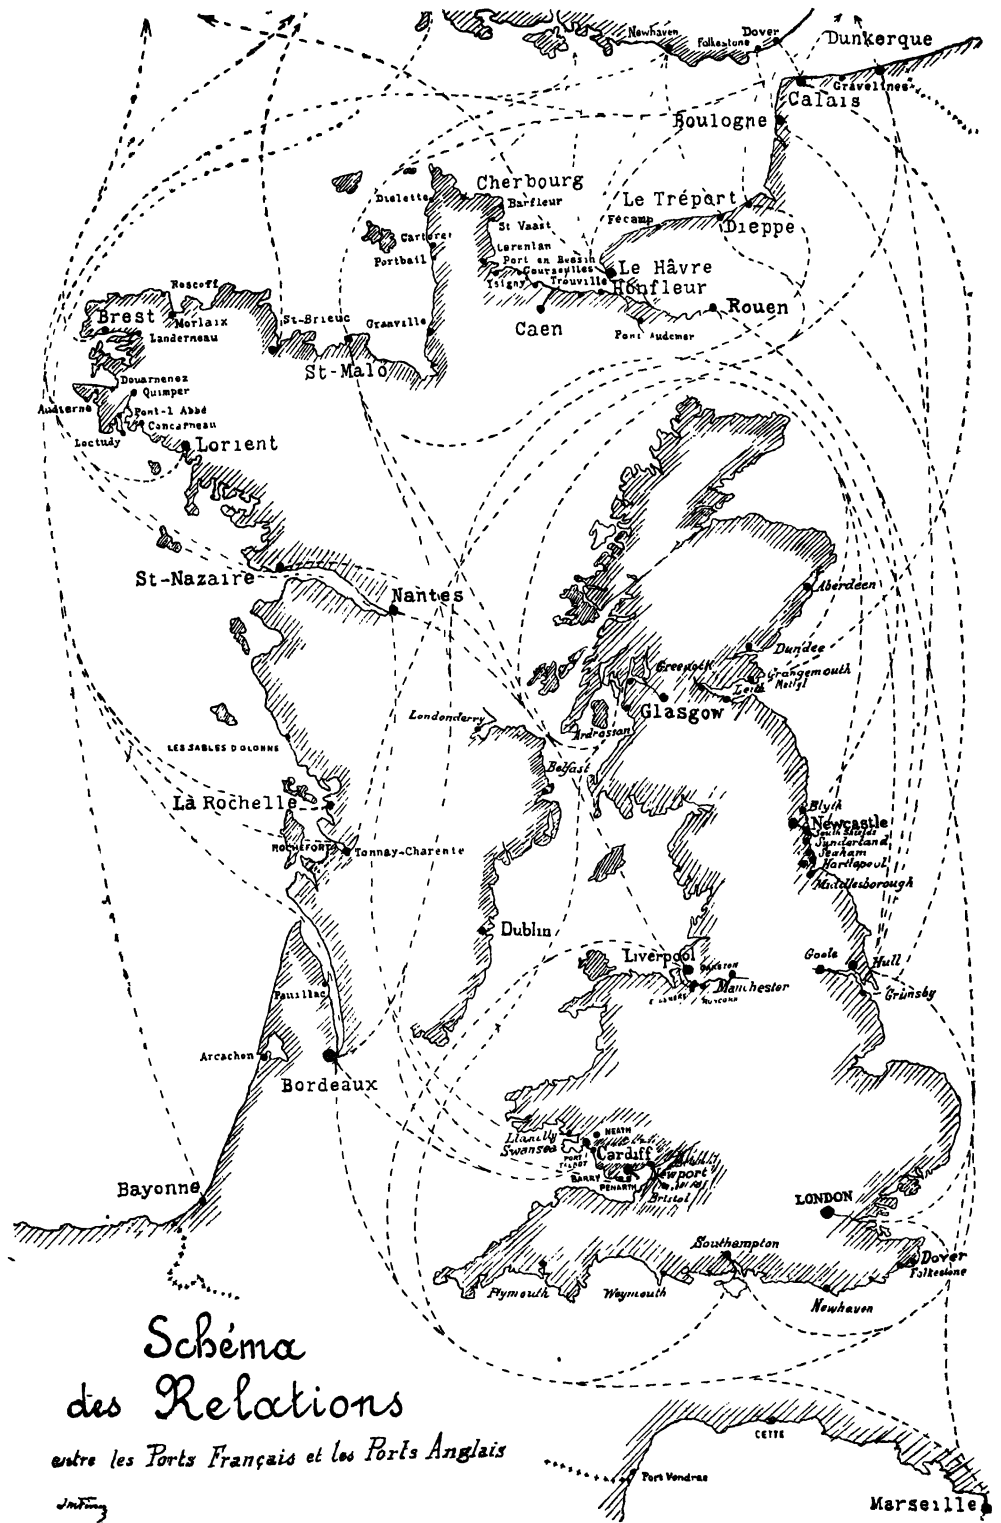 Newhaven
Folkestone
Dover
Dunkerque
Gravelines
Calais
Boulogne
Cherbourg
Dielette
Barfleur
Le Tréport
Fécamp
St Vaast
Dieppe
Carteret
Portbail
Port en Bessin
Courseulles
Le Hâvre
Isigny
Trouville
Honfleur
Rouen
Caen
Pont Audemer
Roscoff
Brest
Morlaix
Landerneau
St-Brieuc
Granville
St-Malo
Douarnenez
Quimper
Audierne
Pont-l Abbé
Concarneau
Loctudy
Lorient
St-Nazaire
Nantes
Aberdeen
Dundee
Greenock
Grangemouth
Leith
Methil
Glasgow
Londonderry
Ardrossan
LES SABLES D OLONNE
Belfast
La Rochelle
Blyth
Newcastle
South Shields
Sunderland
Seaham
Hartlepool
Middlesborough
ROCHEFORT
Tonnay-Charente
Dublin
Liverpool
Goole
Hull
Manchester
RUNCORN
Grimsby
Pauillac
Arcachon
Bordeaux
Llanelly
Swansea
NEATH
PORT TALBOT
Cardiff
BARRY
PENARTH
Newport
Bristol
Bayonne
LONDON
Southampton
Dover
Folkestone
Plymouth
Weymouth
Newhaven
Schéma
des Relations
entre les Ports Français et les Ports Anglais
CETTE
Port Vendres
Marseille